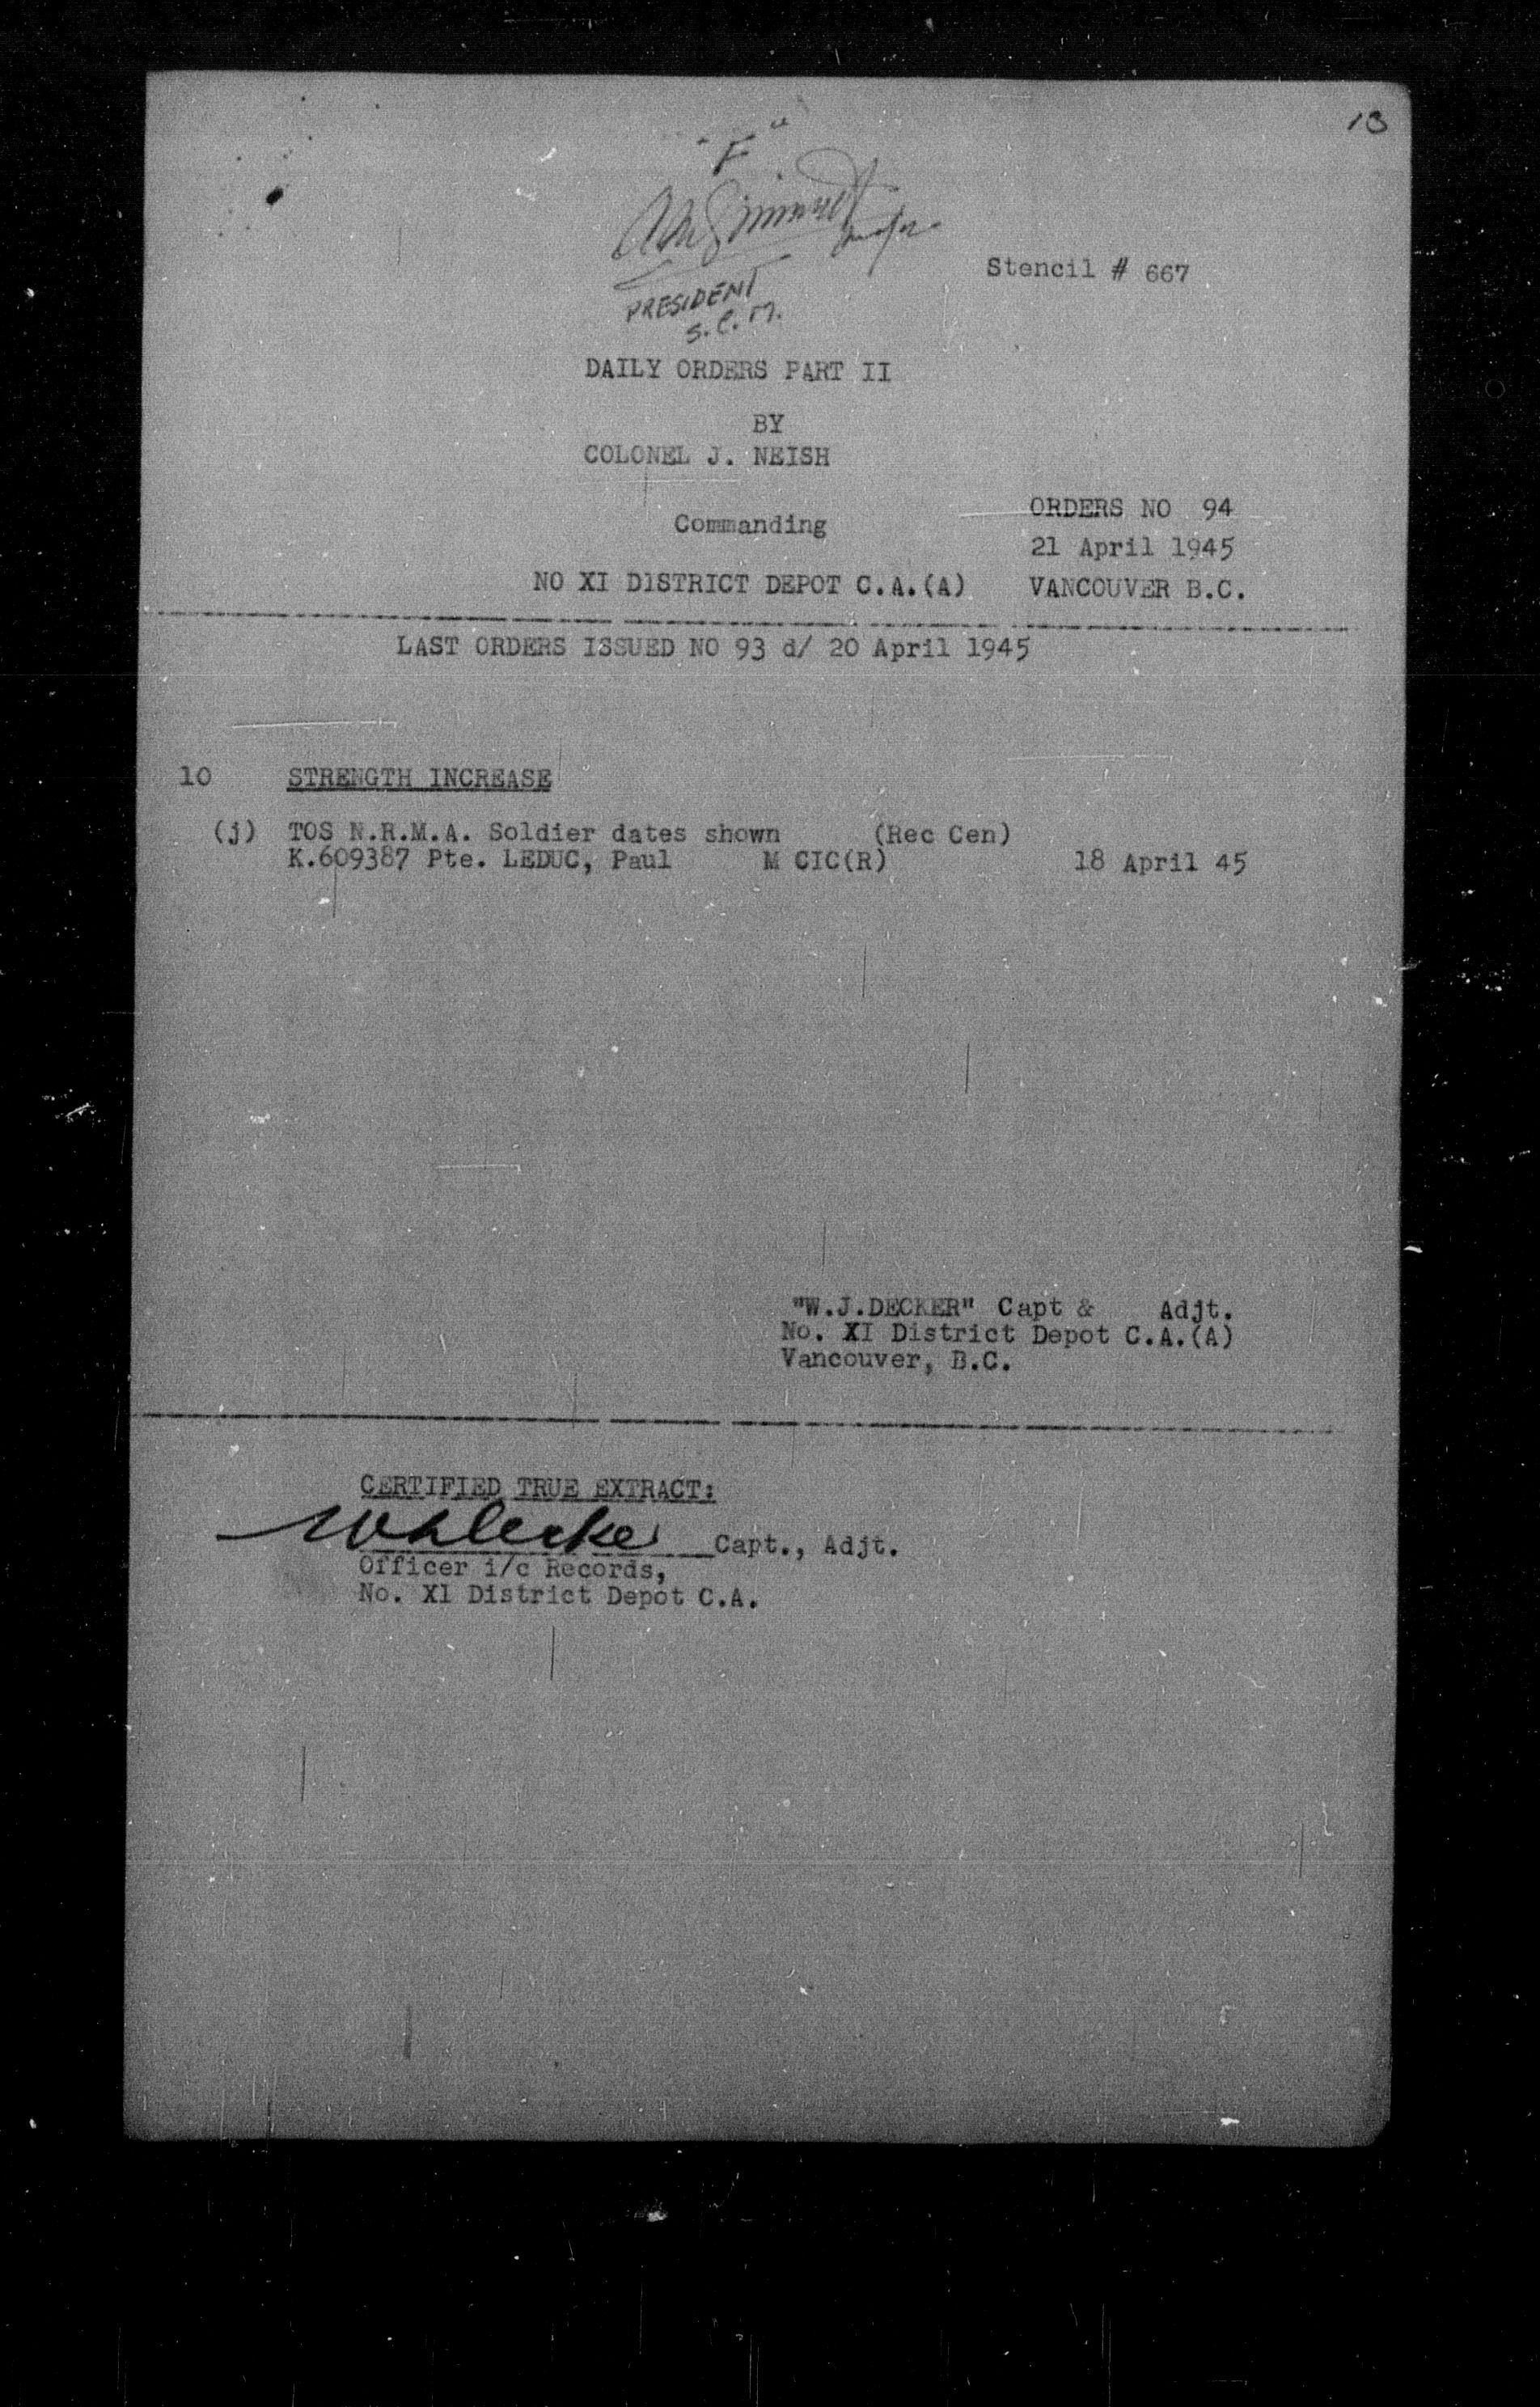 13
"F"
PRESIDENT
S.C.M.
Stencil # 667
DAILY ORDERS PART II
BY
COLONEL J. NEISH
Commanding
ORDERS NO 94
21 April 1945
NO XI DISTRICT DEPOT C.A.(A) VANCOUVER B.C.
LAST ORDERS ISSUED NO 93 d/ 20 April 1945
10 STRENGTH INCREASE
(j) TOS N.R.M.A. Soldier dates shown (Rec Cen)
K.609387 Pte. LEDUC, Paul M CIC(R) 18 April 45
"W.J.DECKER" Capt & Adjt.
No. XI District Depot C.A.(A)
Vancouver, B.C.
CERTIFIED TRUE EXTRACT:
Capt., Adjt.
Officer i/c Records,
No. XI District Depot C.A.